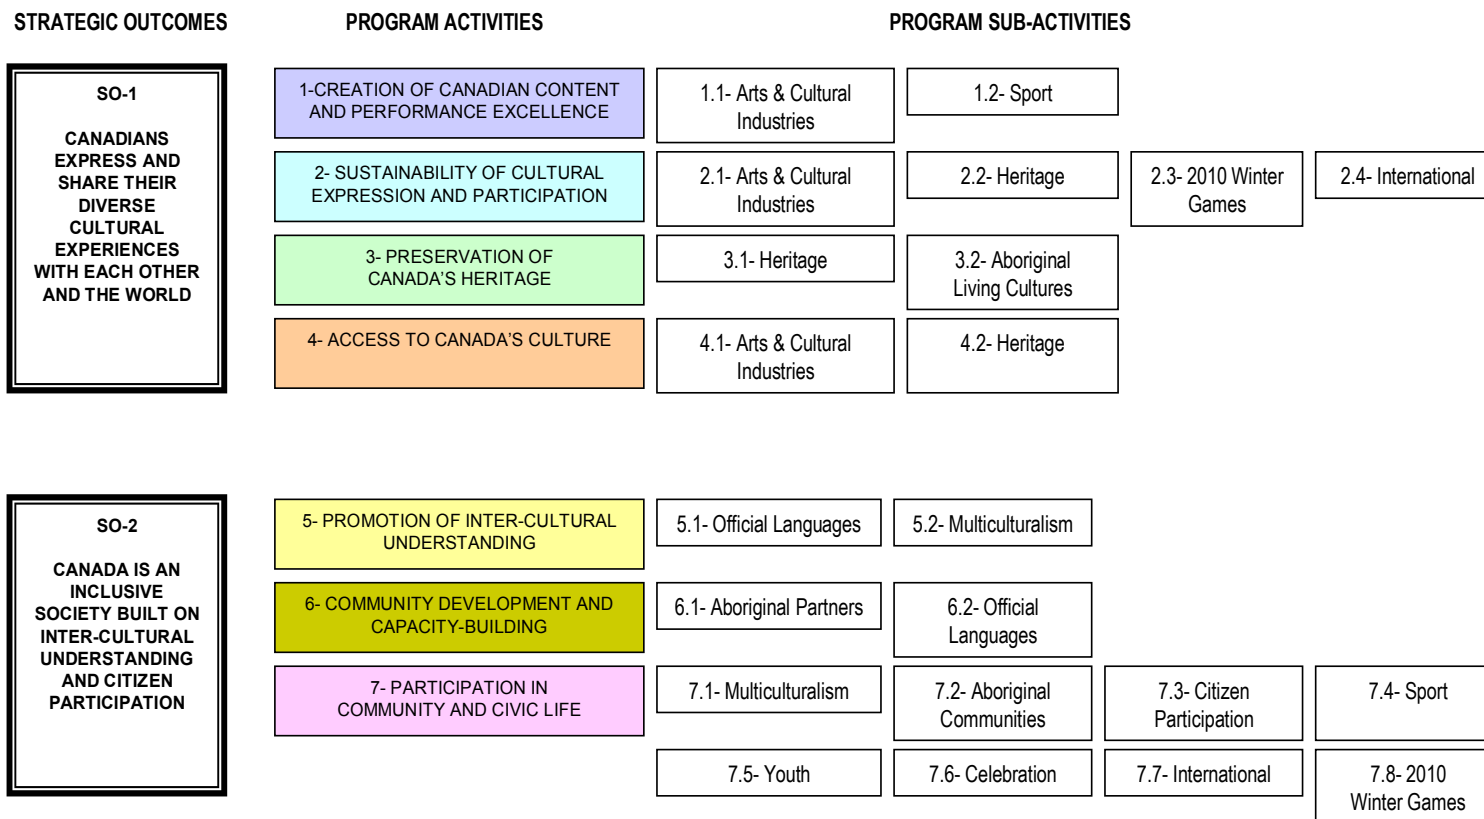 STRATEGIC OUTCOMES
PROGRAM ACTIVITIES
PROGRAM SUB-ACTIVITIES
SO-1
CANADIANS
EXPRESS AND
SHARE THEIR
DIVERSE
CULTURAL
EXPERIENCES
WITH EACH OTHER
AND THE WORLD
1-CREATION OF CANADIAN CONTENT
AND PERFORMANCE EXCELLENCE
1.1- Arts & Cultural
Industries
1.2- Sport
2- SUSTAINABILITY OF CULTURAL
EXPRESSION AND PARTICIPATION
2.1- Arts & Cultural
Industries
2.2- Heritage
2.3- 2010 Winter
Games
2.4- International
3- PRESERVATION OF
CANADA'S HERITAGE
3.1- Heritage
3.2- Aboriginal
Living Cultures
4- ACCESS TO CANADA'S CULTURE
4.1- Arts & Cultural
Industries
4.2- Heritage
SO-2
CANADA IS AN
INCLUSIVE
SOCIETY BUILT ON
INTER-CULTURAL
UNDERSTANDING
AND CITIZEN
PARTICIPATION
5- PROMOTION OF INTER-CULTURAL
UNDERSTANDING
5.1- Official Languages
5.2- Multiculturalism
6- COMMUNITY DEVELOPMENT AND
CAPACITY-BUILDING
6.1- Aboriginal Partners
6.2- Official
Languages
7- PARTICIPATION IN
COMMUNITY AND CIVIC LIFE
7.1- Multiculturalism
7.2- Aboriginal
Communities
7.3- Citizen
Participation
7.4- Sport
7.5- Youth
7.6- Celebration
7.7- International
7.8- 2010
Winter Games